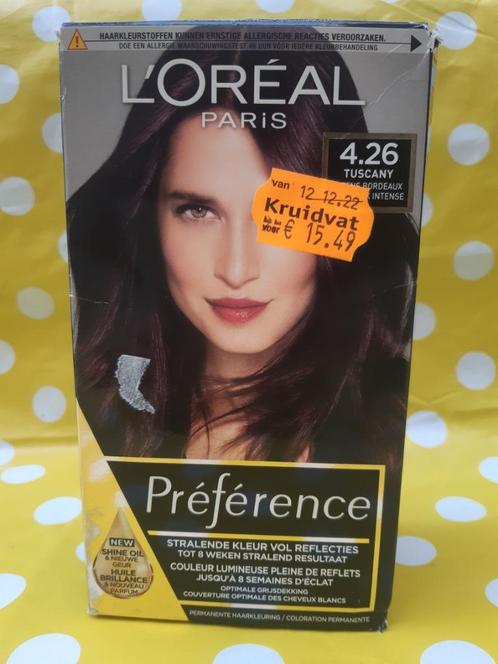 HAARKLEURSTOFFEN KUNNEN ERNSTIGE ALLERGISCHE REACTIES VEROORZAKEN.
DOE EEN ALLERGIE WAARSCHUWINGSTEST 48 UUR VÓÓR IEDERE KLEURBEHANDELING
L'ORÉAL
PARIS
4.26
TUSCANY
BORDEAUX
INTENSE
van 12 12.22
Kruidvat
voor € 15.49
Préférence
STRALENDE KLEUR VOL REFLECTIES
TOT 8 WEKEN STRALEND RESULTAAT
COULEUR LUMINEUSE PLEINE DE REFLETS
JUSQU'À 8 SEMAINES D'ÉCLAT
OPTIMALE GRIJSDEKKING
COUVERTURE OPTIMALE DES CHEVEUX BLANCS
NEW
SHINE OIL
& NIEUWE
GEUR
HUILE
BRILLANCE
& NOUVEAU
PARFUM
PERMANENTE HAARKLEURING / COLORATION PERMANENTE